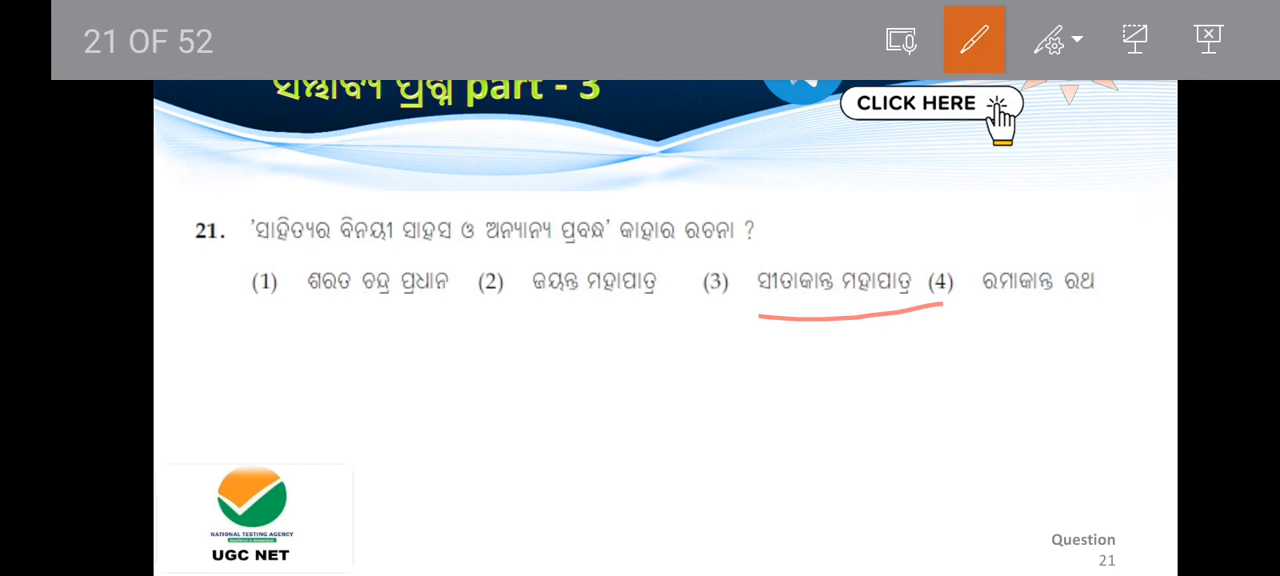 21 OF 52
ସମ୍ଭାବ୍ୟ ପ୍ରଶ୍ନ part - 3
CLICK HERE
21. 'ସାହିତ୍ୟର ବିନୟୀ ସାହସ ଓ ଅନ୍ୟାନ୍ୟ ପ୍ରବନ୍ଧ' କାହାର ରଚନା ?
(1) ଶରତ ଚନ୍ଦ୍ର ପ୍ରଧାନ (2) ଜୟନ୍ତ ମହାପାତ୍ର (3) ସୀତାକାନ୍ତ ମହାପାତ୍ର (4) ରମାକାନ୍ତ ରଥ
NATIONAL TESTING AGENCY
UGC NET
Question
21